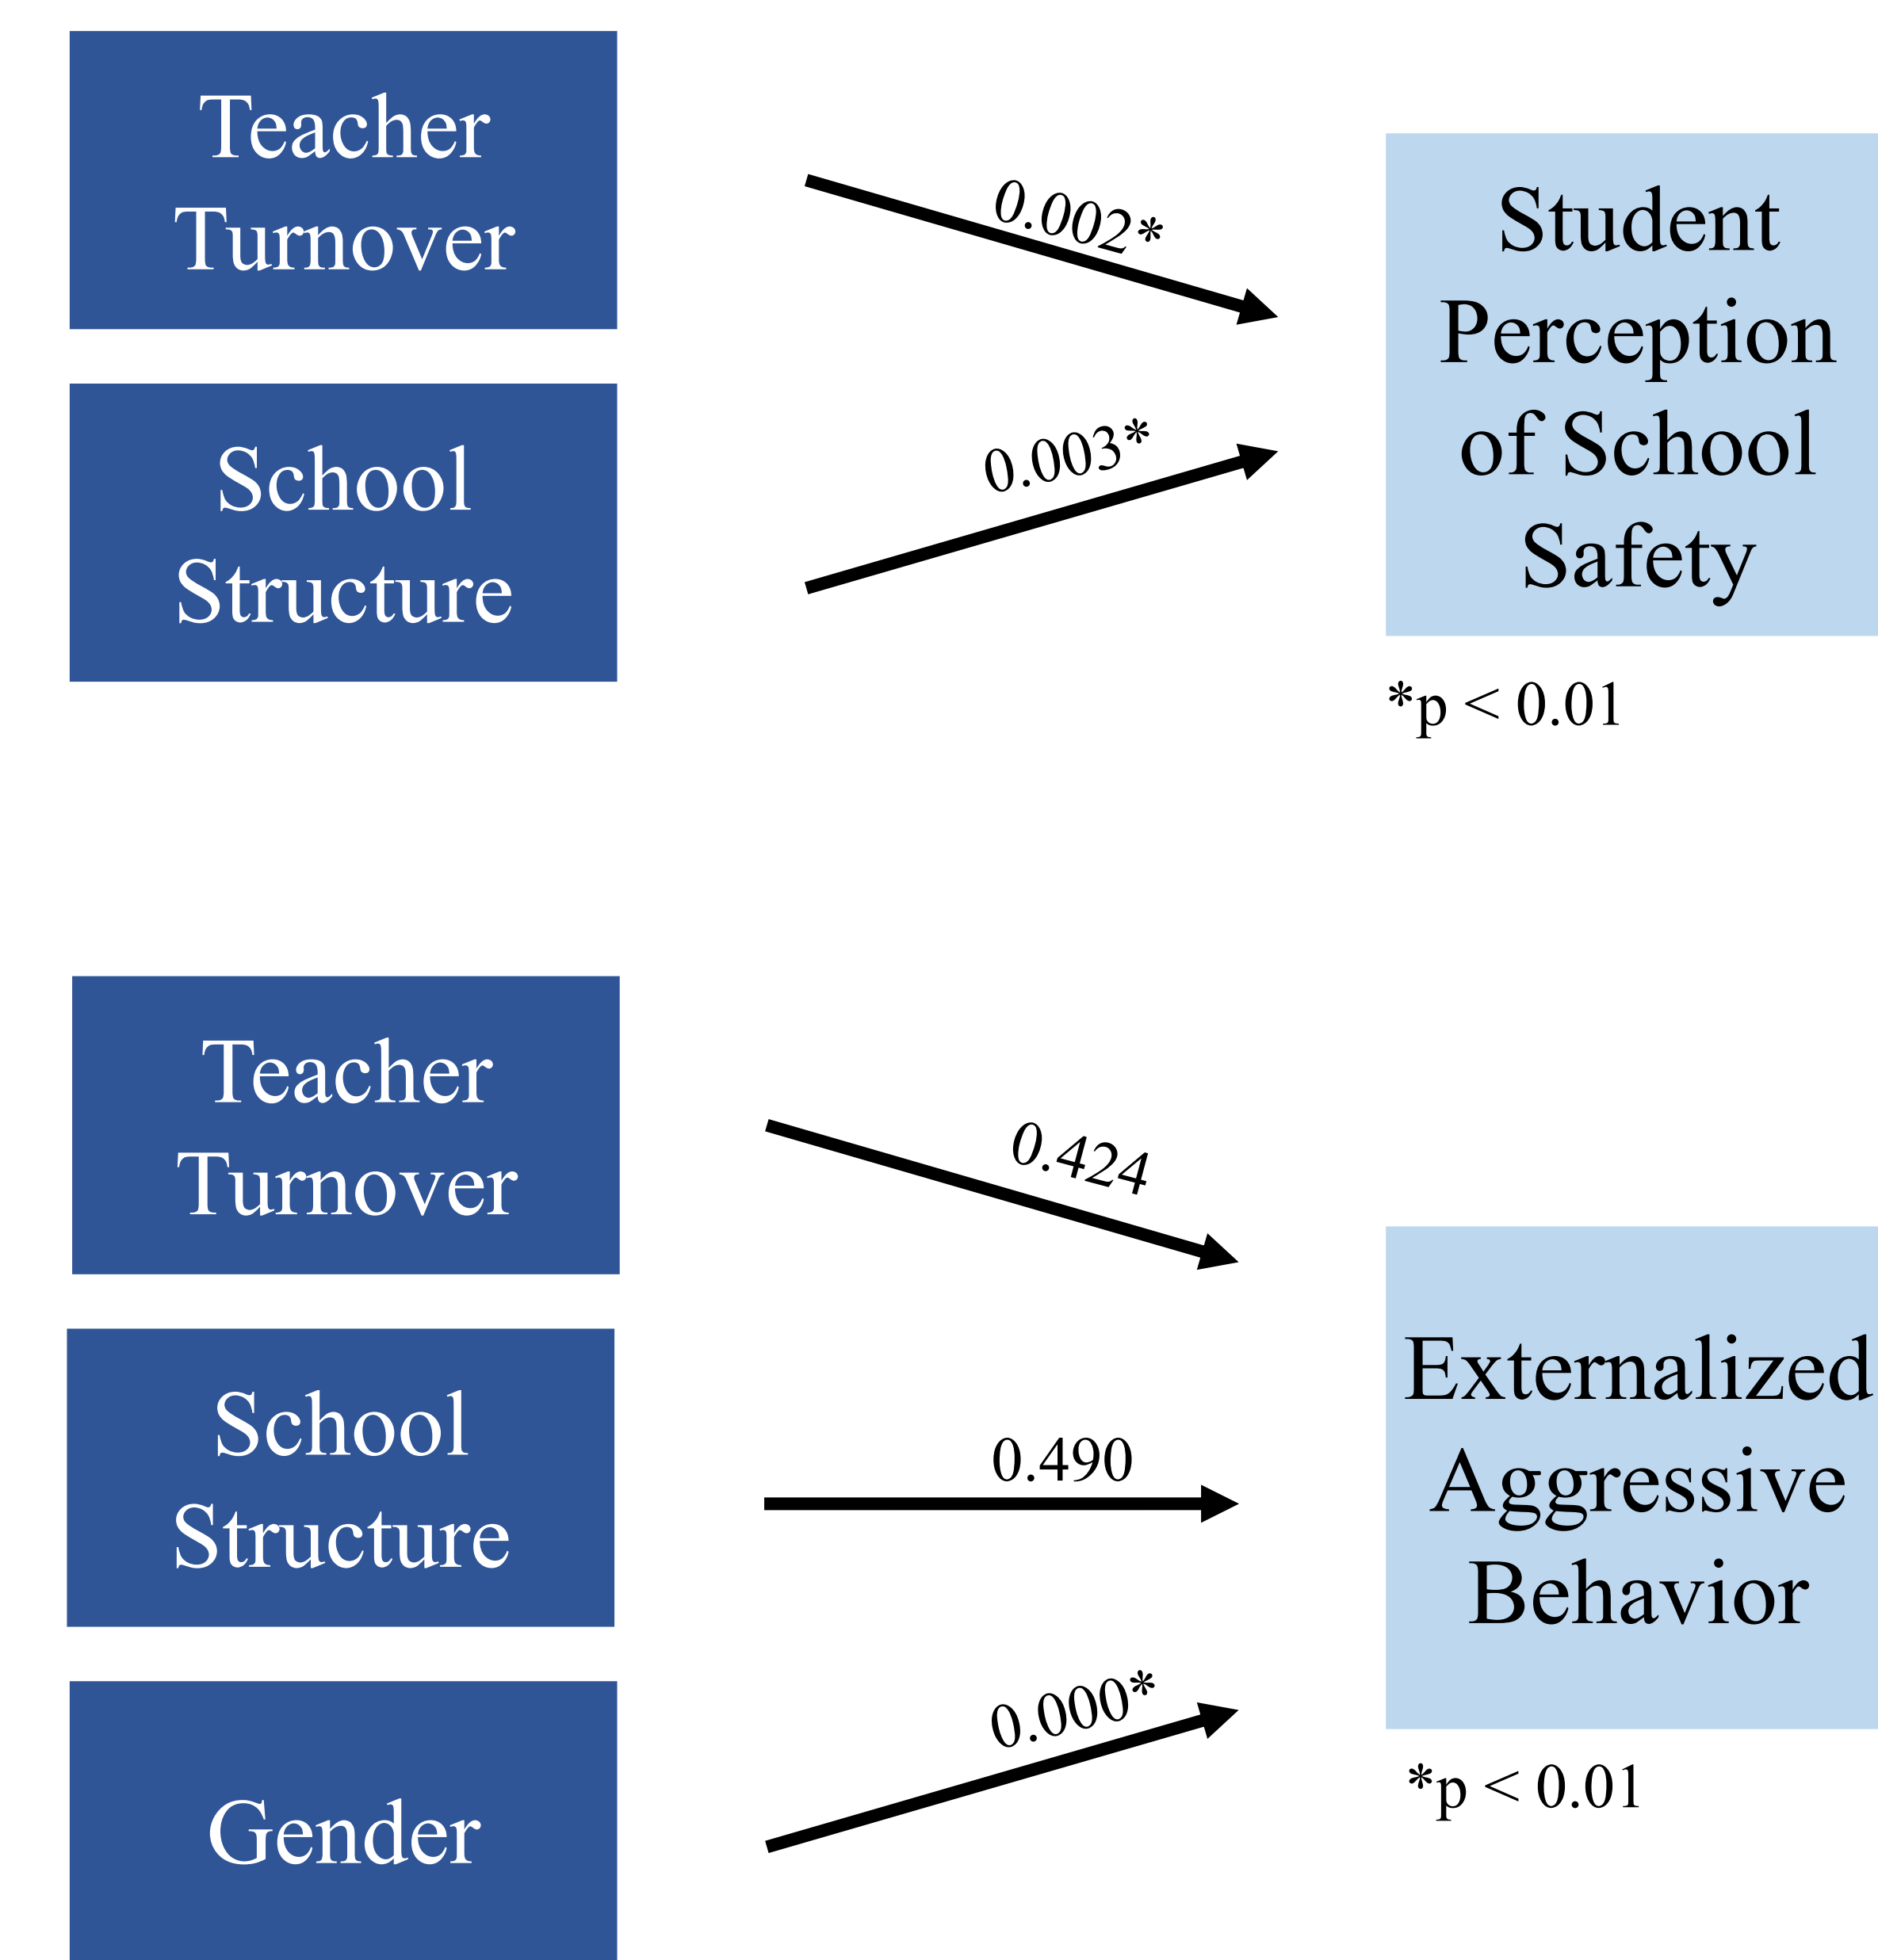 Teacher
Turnover
0.002*
Student
Perception
of School
Safety
School
Structure
0.003*
*p < 0.01
Teacher
Turnover
0.424
School
Structure
0.490
Externalized
Aggressive
Behavior
Gender
0.000*
*p < 0.01